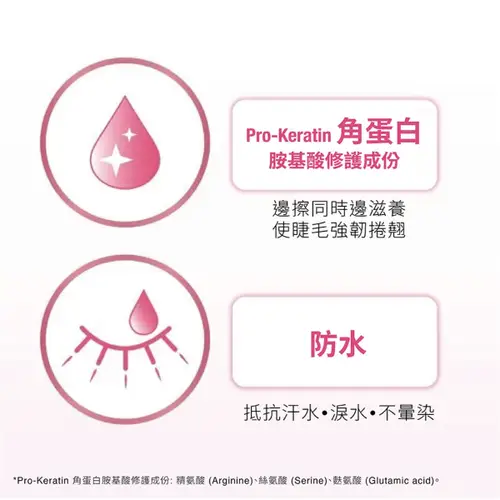 Pro-Keratin 角蛋白
胺基酸修護成份
邊擦同時邊滋養
使睫毛強韌捲翹
防水
抵抗汗水•淚水•不暈染
*Pro-Keratin 角蛋白胺基酸修護成份: 精氨酸 (Arginine)、絲氨酸 (Serine)、麩氨酸 (Glutamic acid)。